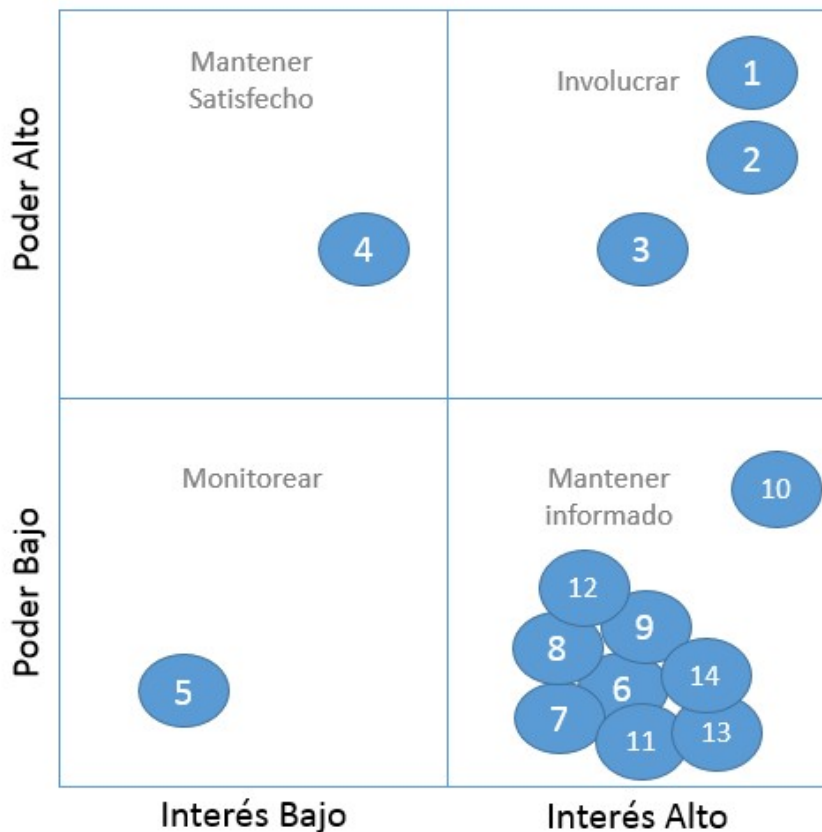 Poder Alto
Mantener
Satisfecho
Involucrar
1
2
4
3
Poder Bajo
Monitorear
Mantener
informado
10
12
9
8
14
6
5
7
13
11
Interés Bajo
Interés Alto